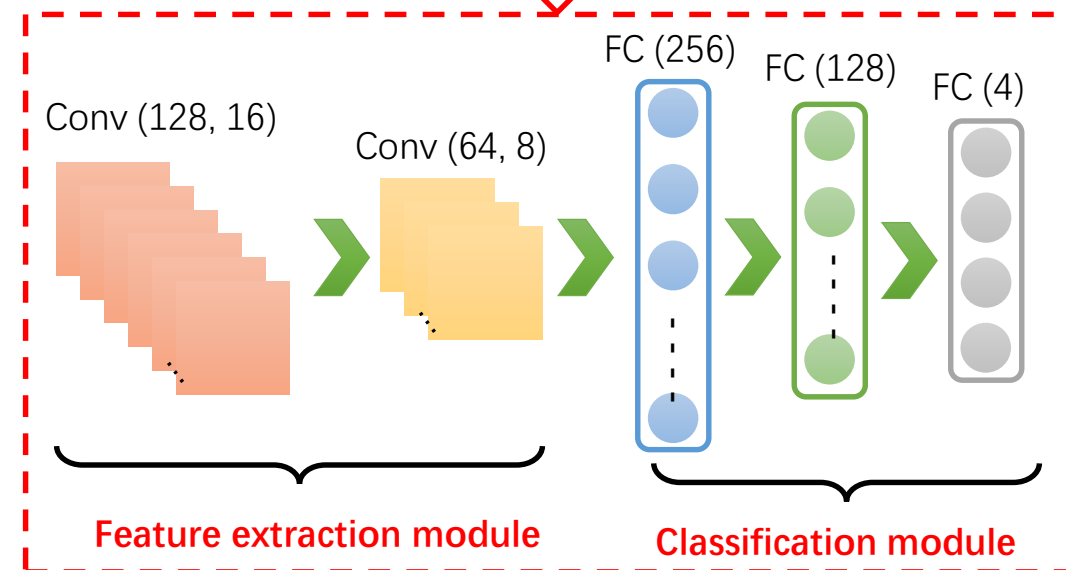 Conv (128, 16)
Conv (64, 8)
FC (256)
FC (128)
FC (4)
Feature extraction module
Classification module